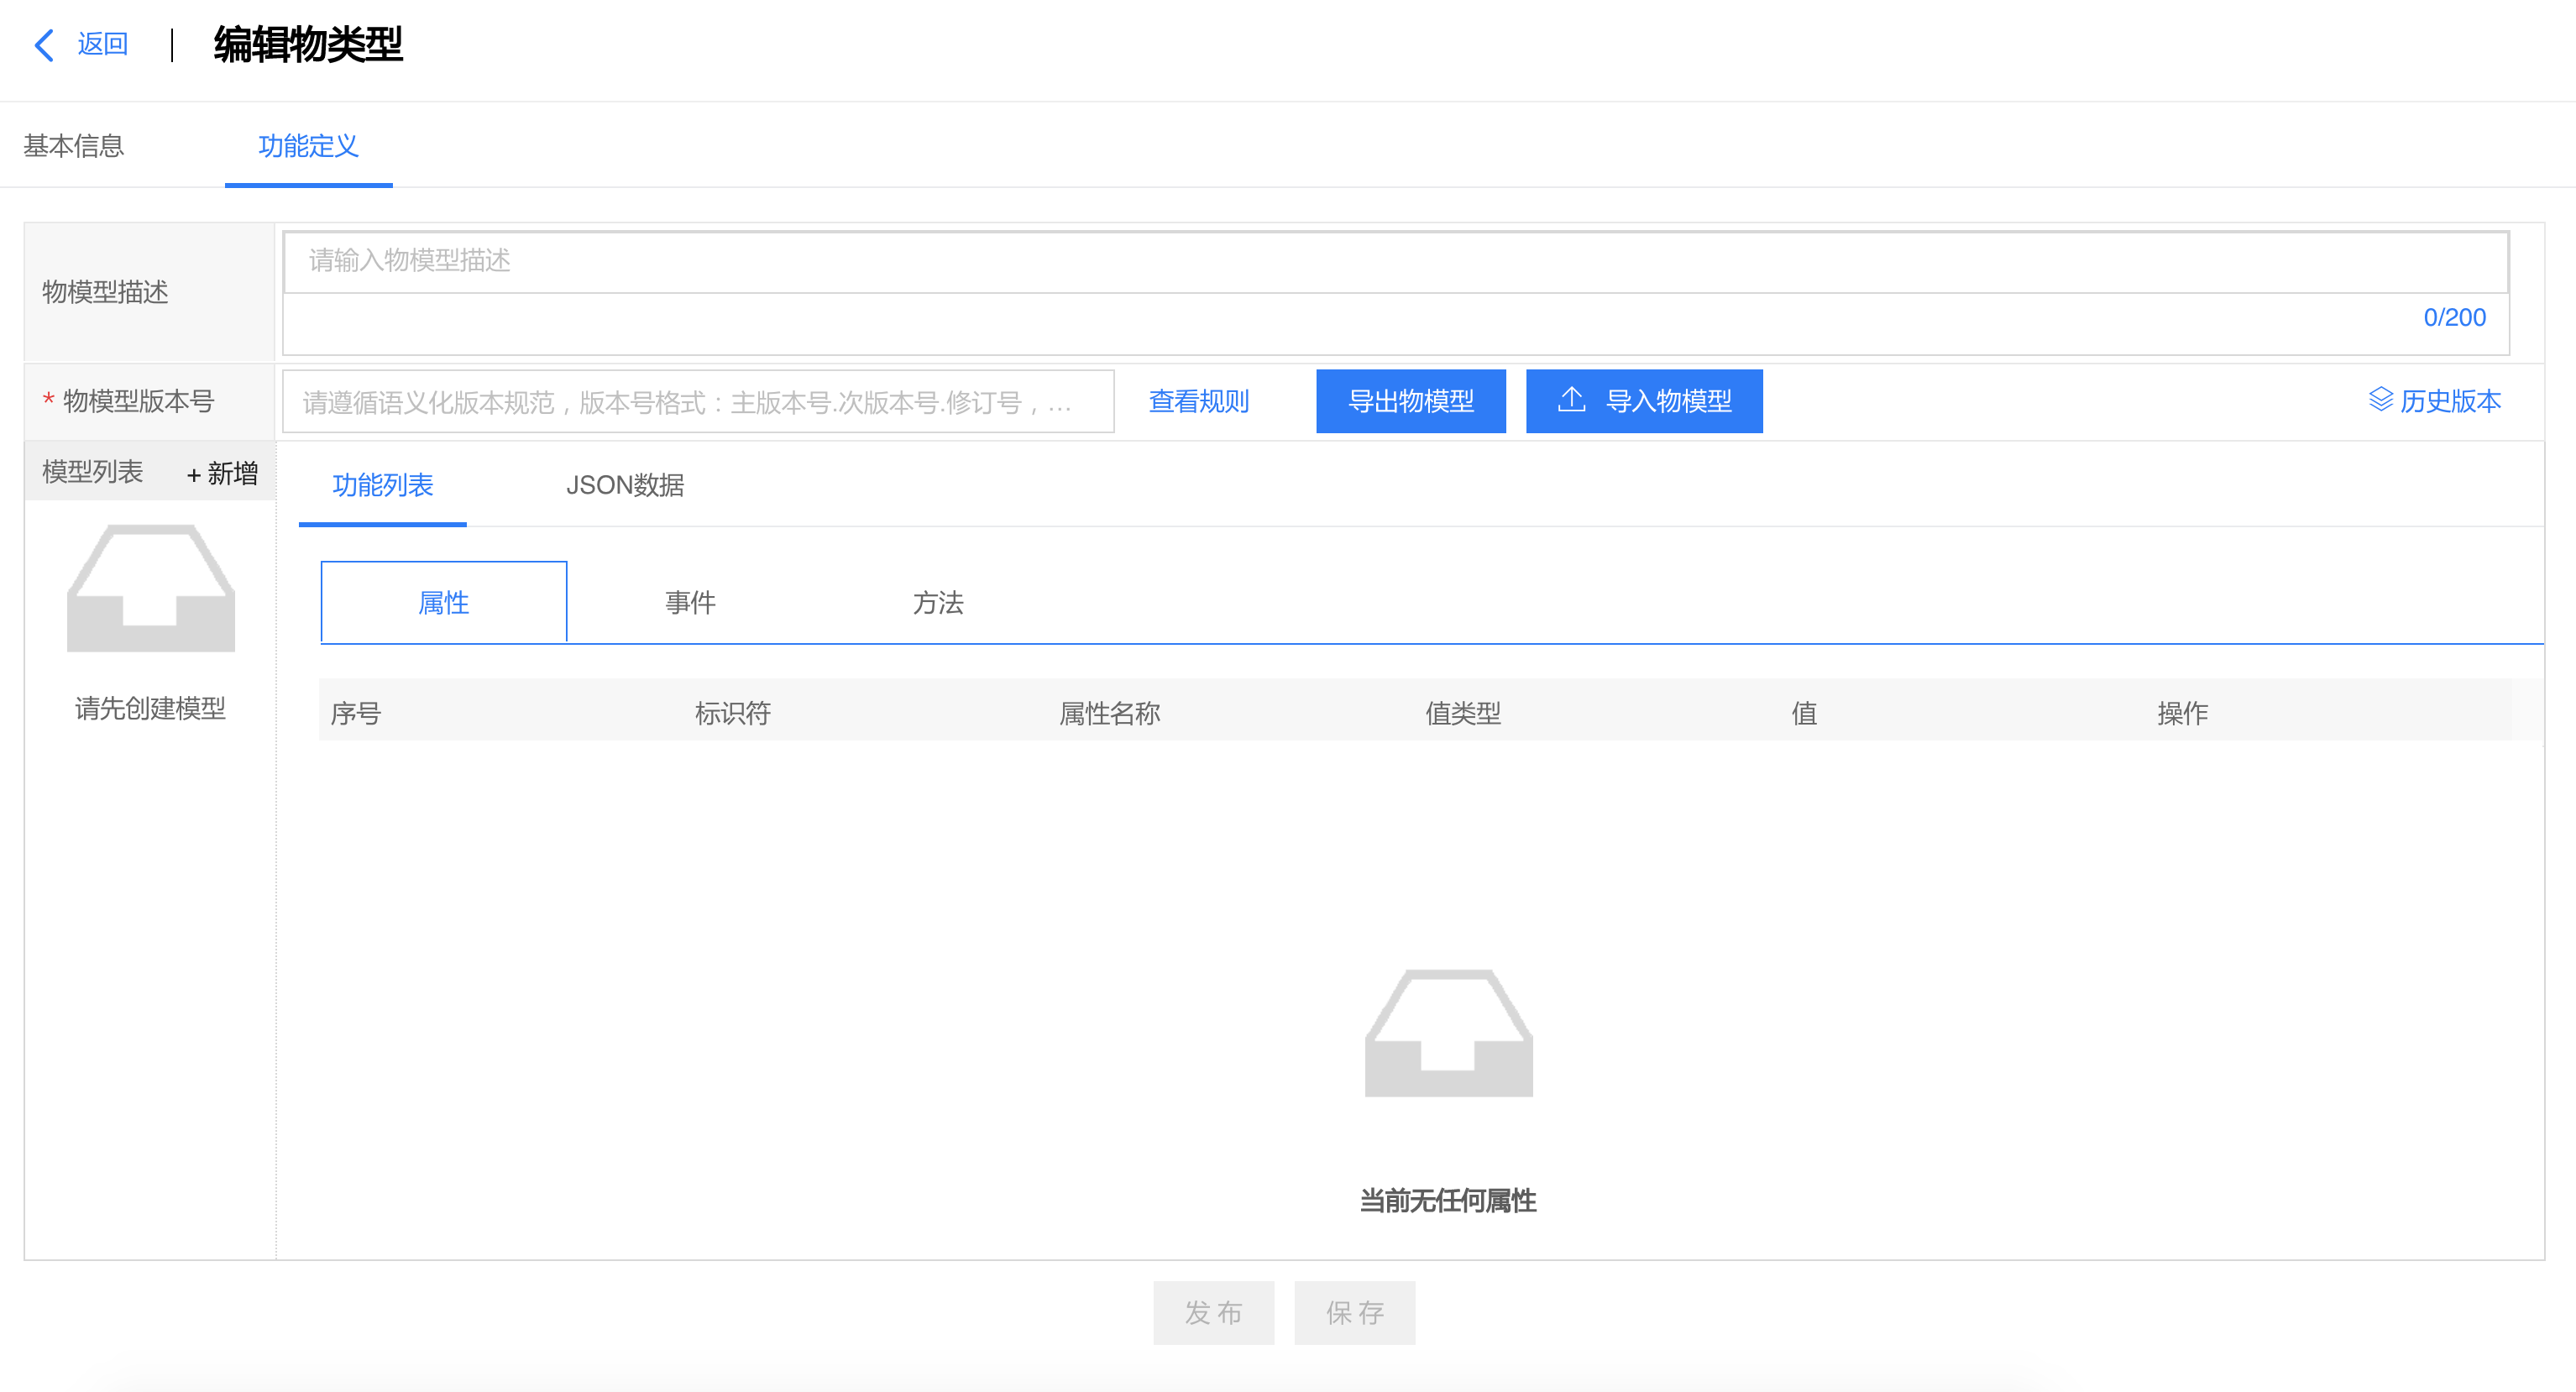 返回
编辑物类型
基本信息
功能定义
物模型描述
请输入物模型描述
0/200
* 物模型版本号
请遵循语义化版本规范，版本号格式：主版本号.次版本号.修订号，...
查看规则
导出物模型
导入物模型
历史版本
模型列表
+ 新增
请先创建模型
功能列表
JSON数据
属性
事件
方法
序号 标识符 属性名称 值类型 值 操作
当前无任何属性
发 布
保 存